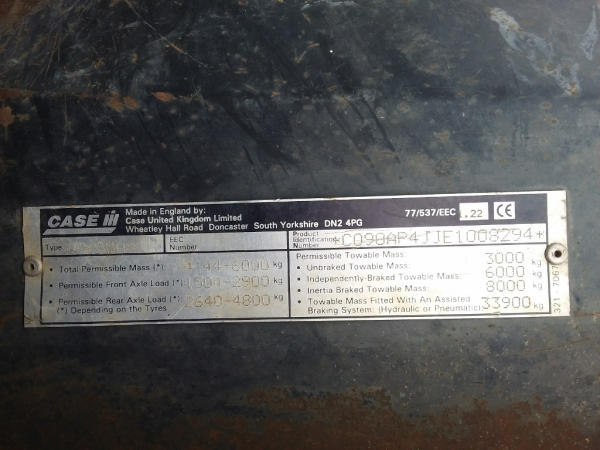 CASE IH
Made in England by:
Case United Kingdom Limited
Wheatley Hall Road Doncaster South Yorkshire DN2 4PG
77/537/EEC .22 CE
Type
EEC Number
Product Identification Number *C098AP4JJE1008294*
• Total Permissible Mass (*) 4144-6000 kg
• Permissible Front Axle Load (*) 1504-2900 kg
• Permissible Rear Axle Load (*) 2640-4800 kg
(*) Depending on the Tyres
Permissible Towable Mass:
• Unbraked Towable Mass: 3000 kg
• Independently-Braked Towable Mass: 6000 kg
• Inertia Braked Towable Mass: 8000 kg
• Towable Mass Fitted With An Assisted
Braking System: (Hydraulic or Pneumatic) 33900 kg